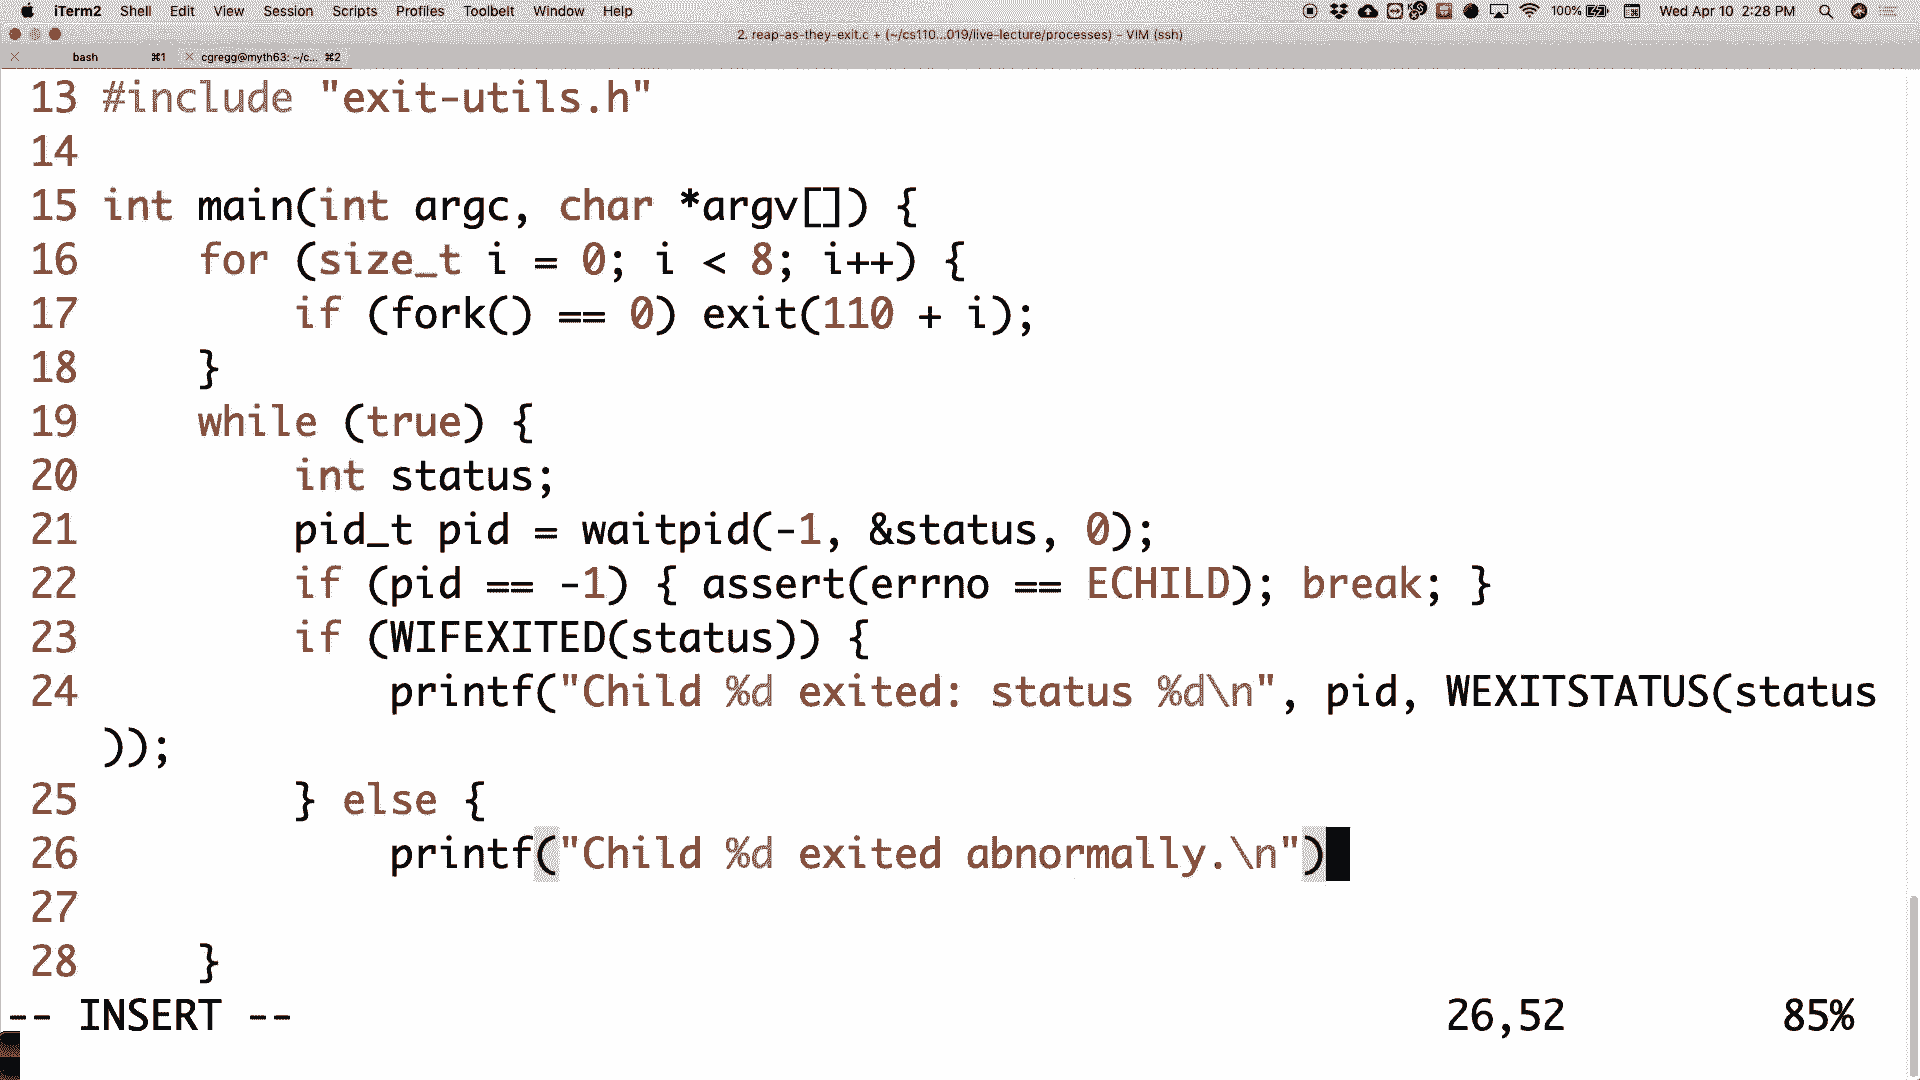 iTerm2 Shell Edit View Session Scripts Profiles Toolbelt Window Help 100% Wed Apr 10 2:28 PM
2. reap-as-they-exit.c + (~/cs110...019/live-lecture/processes) - VIM (ssh)
bash ⌘1 cgregg@myth63: ~/c... ⌘2
13 #include "exit-utils.h"
14
15 int main(int argc, char *argv[]) {
16     for (size_t i = 0; i < 8; i++) {
17         if (fork() == 0) exit(110 + i);
18     }
19     while (true) {
20         int status;
21         pid_t pid = waitpid(-1, &status, 0);
22         if (pid == -1) { assert(errno == ECHILD); break; }
23         if (WIFEXITED(status)) {
24             printf("Child %d exited: status %d\n", pid, WEXITSTATUS(status
));
25         } else {
26             printf("Child %d exited abnormally.\n")
27
28     }
-- INSERT -- 26,52 85%